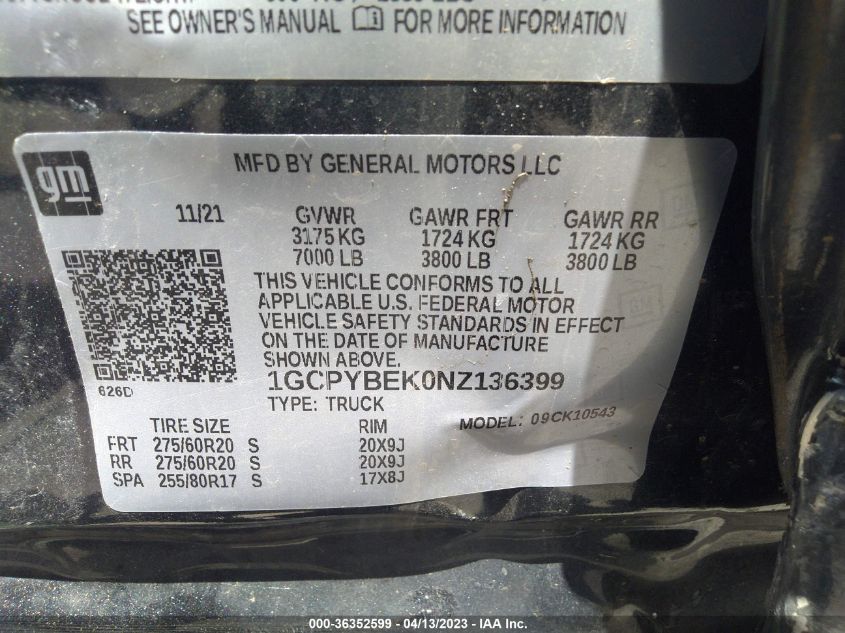 SEE OWNER'S MANUAL FOR MORE INFORMATION
gm
MFD BY GENERAL MOTORS LLC
11/21 GVWR GAWR FRT GAWR RR
3175 KG 1724 KG 1724 KG
7000 LB 3800 LB 3800 LB
THIS VEHICLE CONFORMS TO ALL
APPLICABLE U.S. FEDERAL MOTOR
VEHICLE SAFETY STANDARDS IN EFFECT
ON THE DATE OF MANUFACTURE
SHOWN ABOVE.
626D
1GCPYBEK0NZ136399
TYPE: TRUCK
MODEL: 09CK10543
TIRE SIZE RIM
FRT 275/60R20 S 20X9J
RR 275/60R20 S 20X9J
SPA 255/80R17 S 17X8J
000-36352599 - 04/13/2023 - IAA Inc.